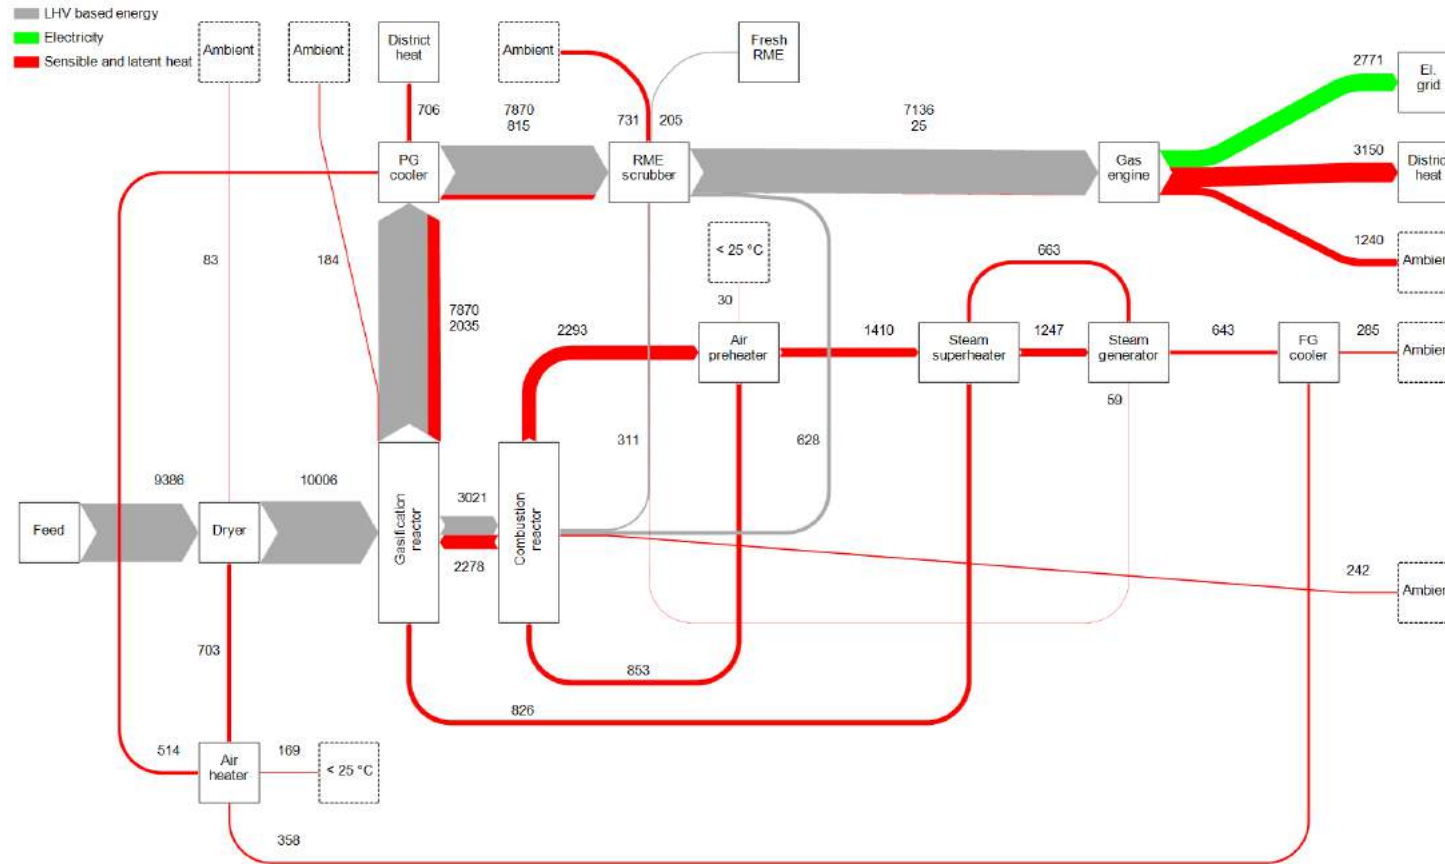 LHV based energy
Electricity
Sensible and latent heat
Ambient
Ambient
District
heat
Ambient
Fresh
RME
2771
El.
grid
706
7870
815
731
205
7136
25
PG
cooler
RME
scrubber
Gas
engine
3150
District
heat
83
184
< 25 °C
663
1240
Ambien
7870
2035
2293
30
Air
preheater
1410
Steam
superheater
1247
Steam
generator
643
FG
cooler
285
Ambien
59
311
628
9386
10006
3021
Feed
Dryer
Gasification
reactor
Combustion
reactor
2278
242
Ambien
703
853
826
514
Air
heater
169
< 25 °C
358